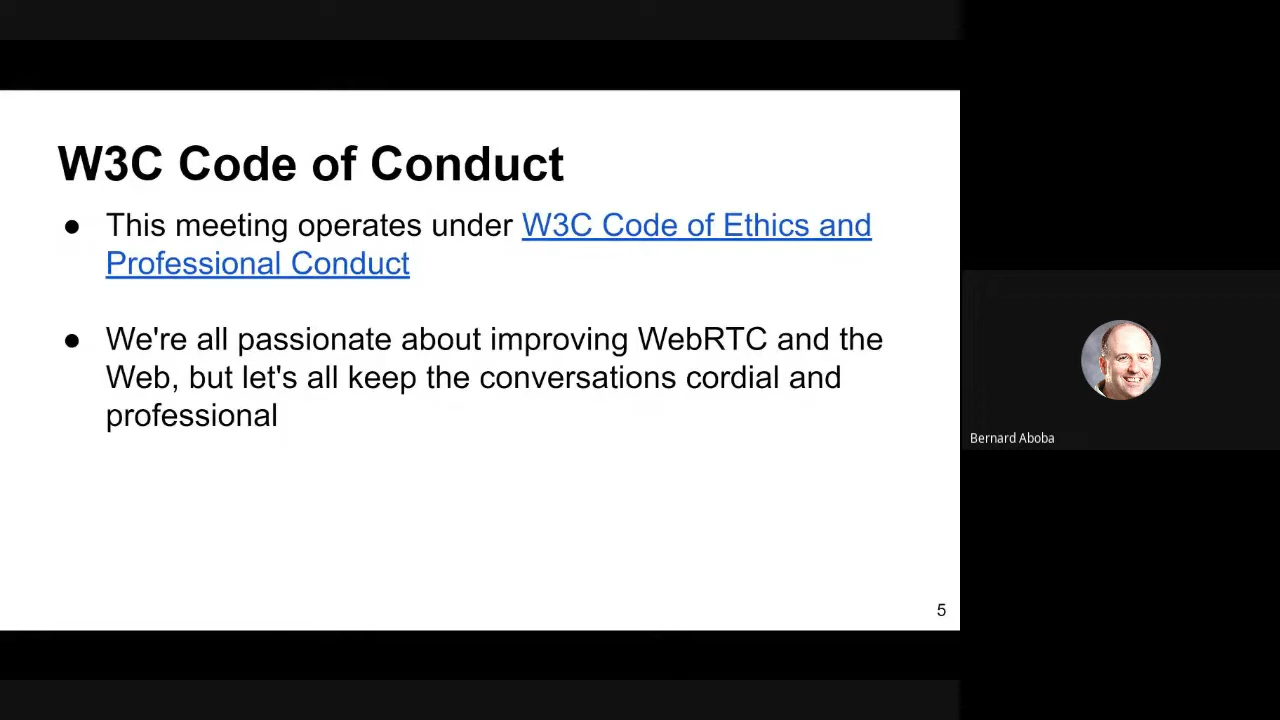 W3C Code of Conduct
● This meeting operates under W3C Code of Ethics and
Professional Conduct
● We're all passionate about improving WebRTC and the
Web, but let's all keep the conversations cordial and
professional
5
Bernard Aboba